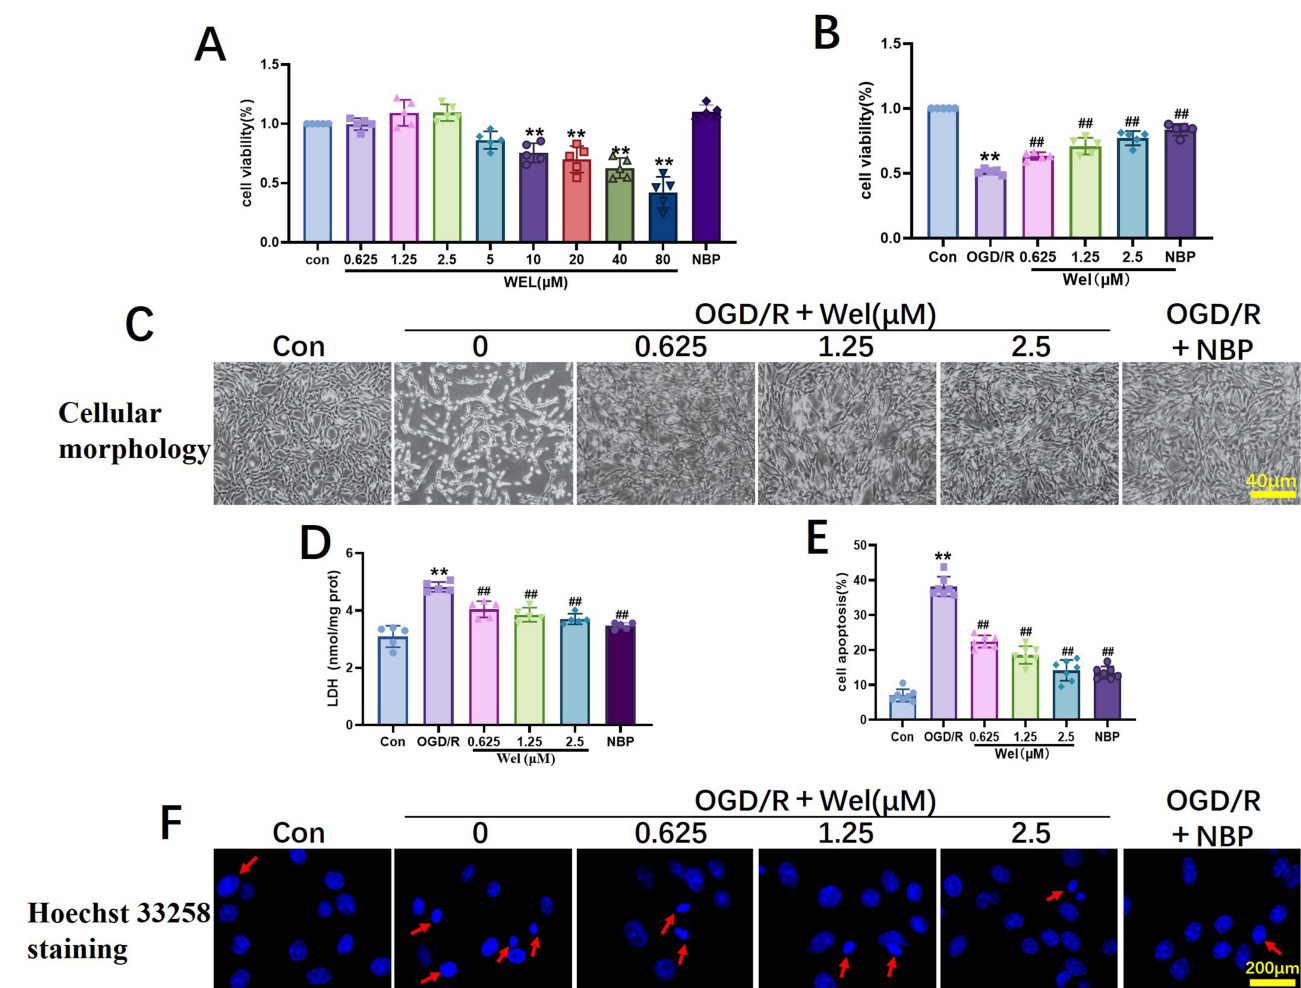 A
1.5
1.0
0.5
0.0
cell viability(%)
** ** ** **
con 0.625 1.25 2.5 5 10 20 40 80 NBP
WEL(μM)
B
1.5
1.0
0.5
0.0
cell viability(%)
** ## ## ## ##
Con OGD/R 0.625 1.25 2.5 NBP
Wel(μM)
C
OGD/R + Wel(μM)
OGD/R
+ NBP
Con 0 0.625 1.25 2.5
Cellular
morphology
40μm
D
6
4
2
0
LDH (nmol/mg prot)
** ## ## ## ##
Con OGD/R 0.625 1.25 2.5 NBP
Wel (μM)
E
50
40
30
20
10
0
cell apoptosis(%)
** ## ## ## ##
Con OGD/R 0.625 1.25 2.5 NBP
Wel(μM)
F
OGD/R + Wel(μM)
OGD/R
+ NBP
Con 0 0.625 1.25 2.5
Hoechst 33258
staining
200μm